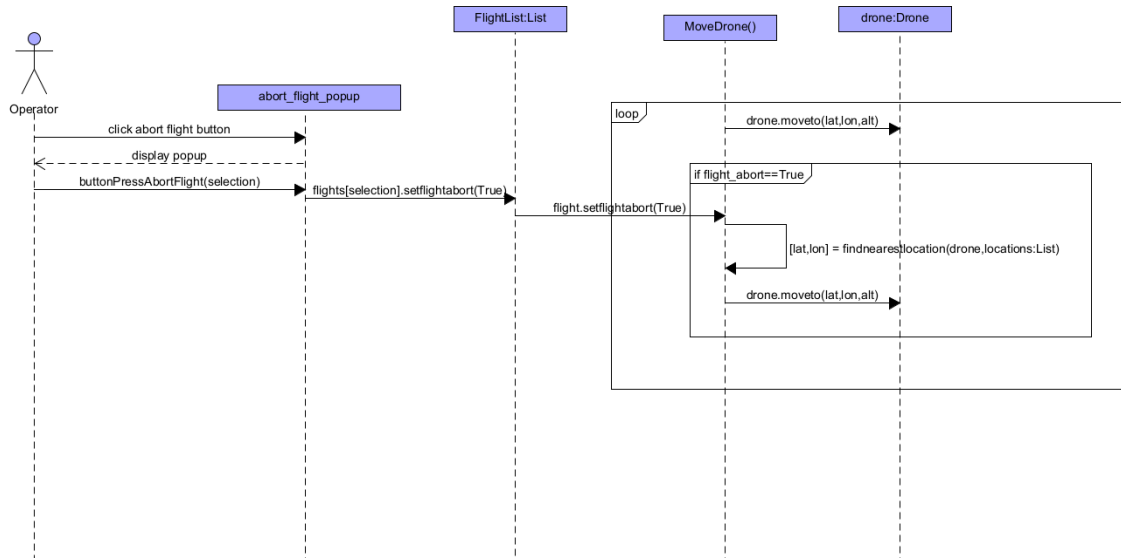 FlightList:List
drone:Drone
MoveDrone()
abort_flight_popup
Operator
loop
click abort flight button
drone.moveto(lat,lon,alt)
display popup
if flight_abort==True
buttonPressAbortFlight(selection)
flights[selection].setflightabort(True)
flight.setflightabort(True)
[lat,lon] = findnearestlocation(drone,locations:List)
drone.moveto(lat,lon,alt)